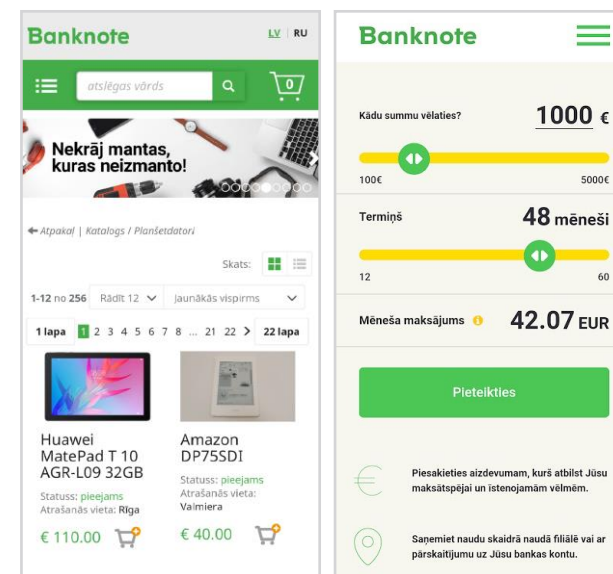 Banknote
LV | RU
atslēgas vārds
0
Nekrāj mantas,
kuras neizmanto!
Atpakaļ | Katalogs / Planšetdatori
Skats:
1-12 no 256 Rādīt 12 Jaunākās vispirms
1 lapa 1 2 3 4 5 6 7 8 ... 21 22 > 22 lapa
Huawei
MatePad T 10
AGR-L09 32GB
Statuss: pieejams
Atrašanās vieta: Rīga
€ 110.00
Amazon
DP75SDI
Statuss: pieejams
Atrašanās vieta:
Valmiera
€ 40.00
Banknote
Kādu summu vēlaties? 1000 €
100€ 5000€
Termiņš 48 mēneši
12 60
Mēneša maksājums 42.07 EUR
Pieteikties
Piesakieties aizdevumam, kurš atbilst Jūsu
maksātspējai un īstenojamām vēlmēm.
Saņemiet naudu skaidrā naudā filiālē vai ar
pārskaitījumu uz Jūsu bankas kontu.